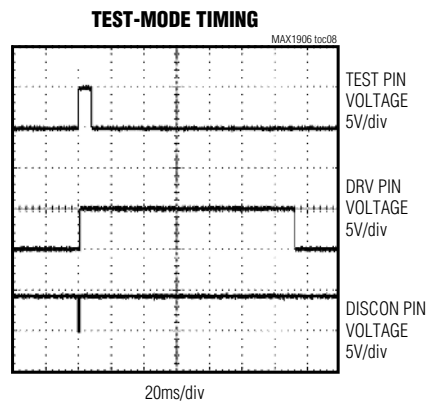 TEST-MODE TIMING
MAX1906 toc08
TEST PIN
VOLTAGE
5V/div
DRV PIN
VOLTAGE
5V/div
DISCON PIN
VOLTAGE
5V/div
20ms/div